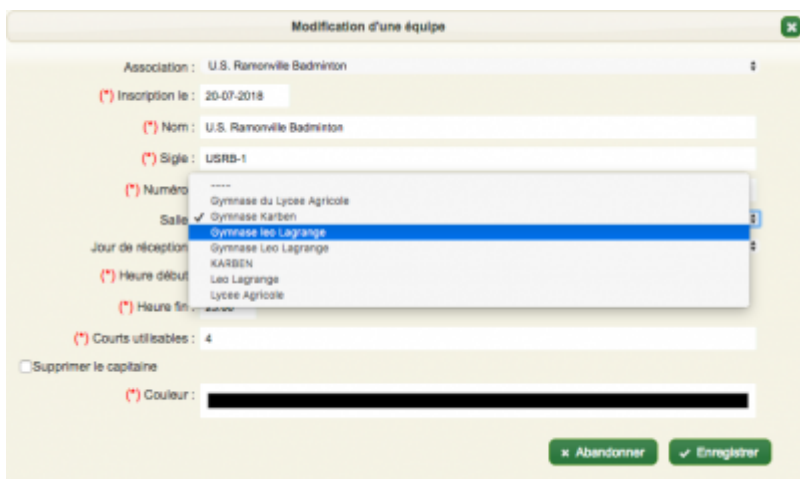 Modification d'une équipe
Association : U.S. Ramonville Badminton
(*) Inscription le : 20-07-2018
(*) Nom : U.S. Ramonville Badminton
(*) Sigle : USRB-1
(*) Numéro
----
Gymnase du Lycee Agricole
Salle ✓ Gymnase Karben
Gymnase leo Lagrange
Jour de réception Gymnase Leo Lagrange
KARBEN
(*) Heure début Leo Lagrange
Lycee Agricole
(*) Heure fin :
(*) Courts utilisables : 4
Supprimer le capitaine
(*) Couleur :
× Abandonner ✓ Enregistrer